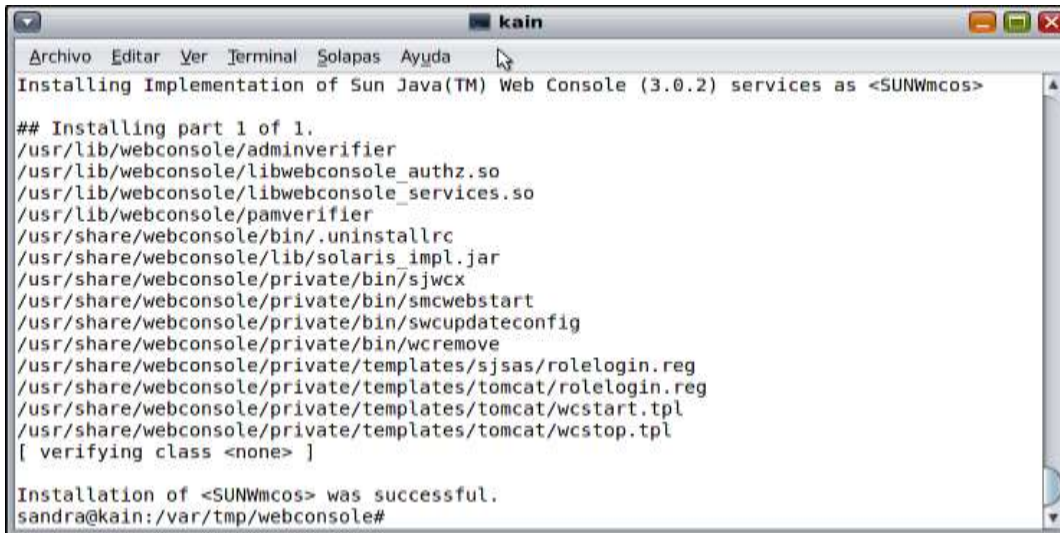 kain
Archivo Editar Ver Terminal Solapas Ayuda
Installing Implementation of Sun Java(TM) Web Console (3.0.2) services as <SUNWmcos>
## Installing part 1 of 1.
/usr/lib/webconsole/adminverifier
/usr/lib/webconsole/libwebconsole_authz.so
/usr/lib/webconsole/libwebconsole_services.so
/usr/lib/webconsole/pamverifier
/usr/share/webconsole/bin/.uninstallrc
/usr/share/webconsole/lib/solaris_impl.jar
/usr/share/webconsole/private/bin/sjwcx
/usr/share/webconsole/private/bin/smcwebstart
/usr/share/webconsole/private/bin/swcupdateconfig
/usr/share/webconsole/private/bin/wcremove
/usr/share/webconsole/private/templates/sjsas/rolelogin.reg
/usr/share/webconsole/private/templates/tomcat/rolelogin.reg
/usr/share/webconsole/private/templates/tomcat/wcstart.tpl
/usr/share/webconsole/private/templates/tomcat/wcstop.tpl
[ verifying class <none> ]
Installation of <SUNWmcos> was successful.
sandra@kain:/var/tmp/webconsole#